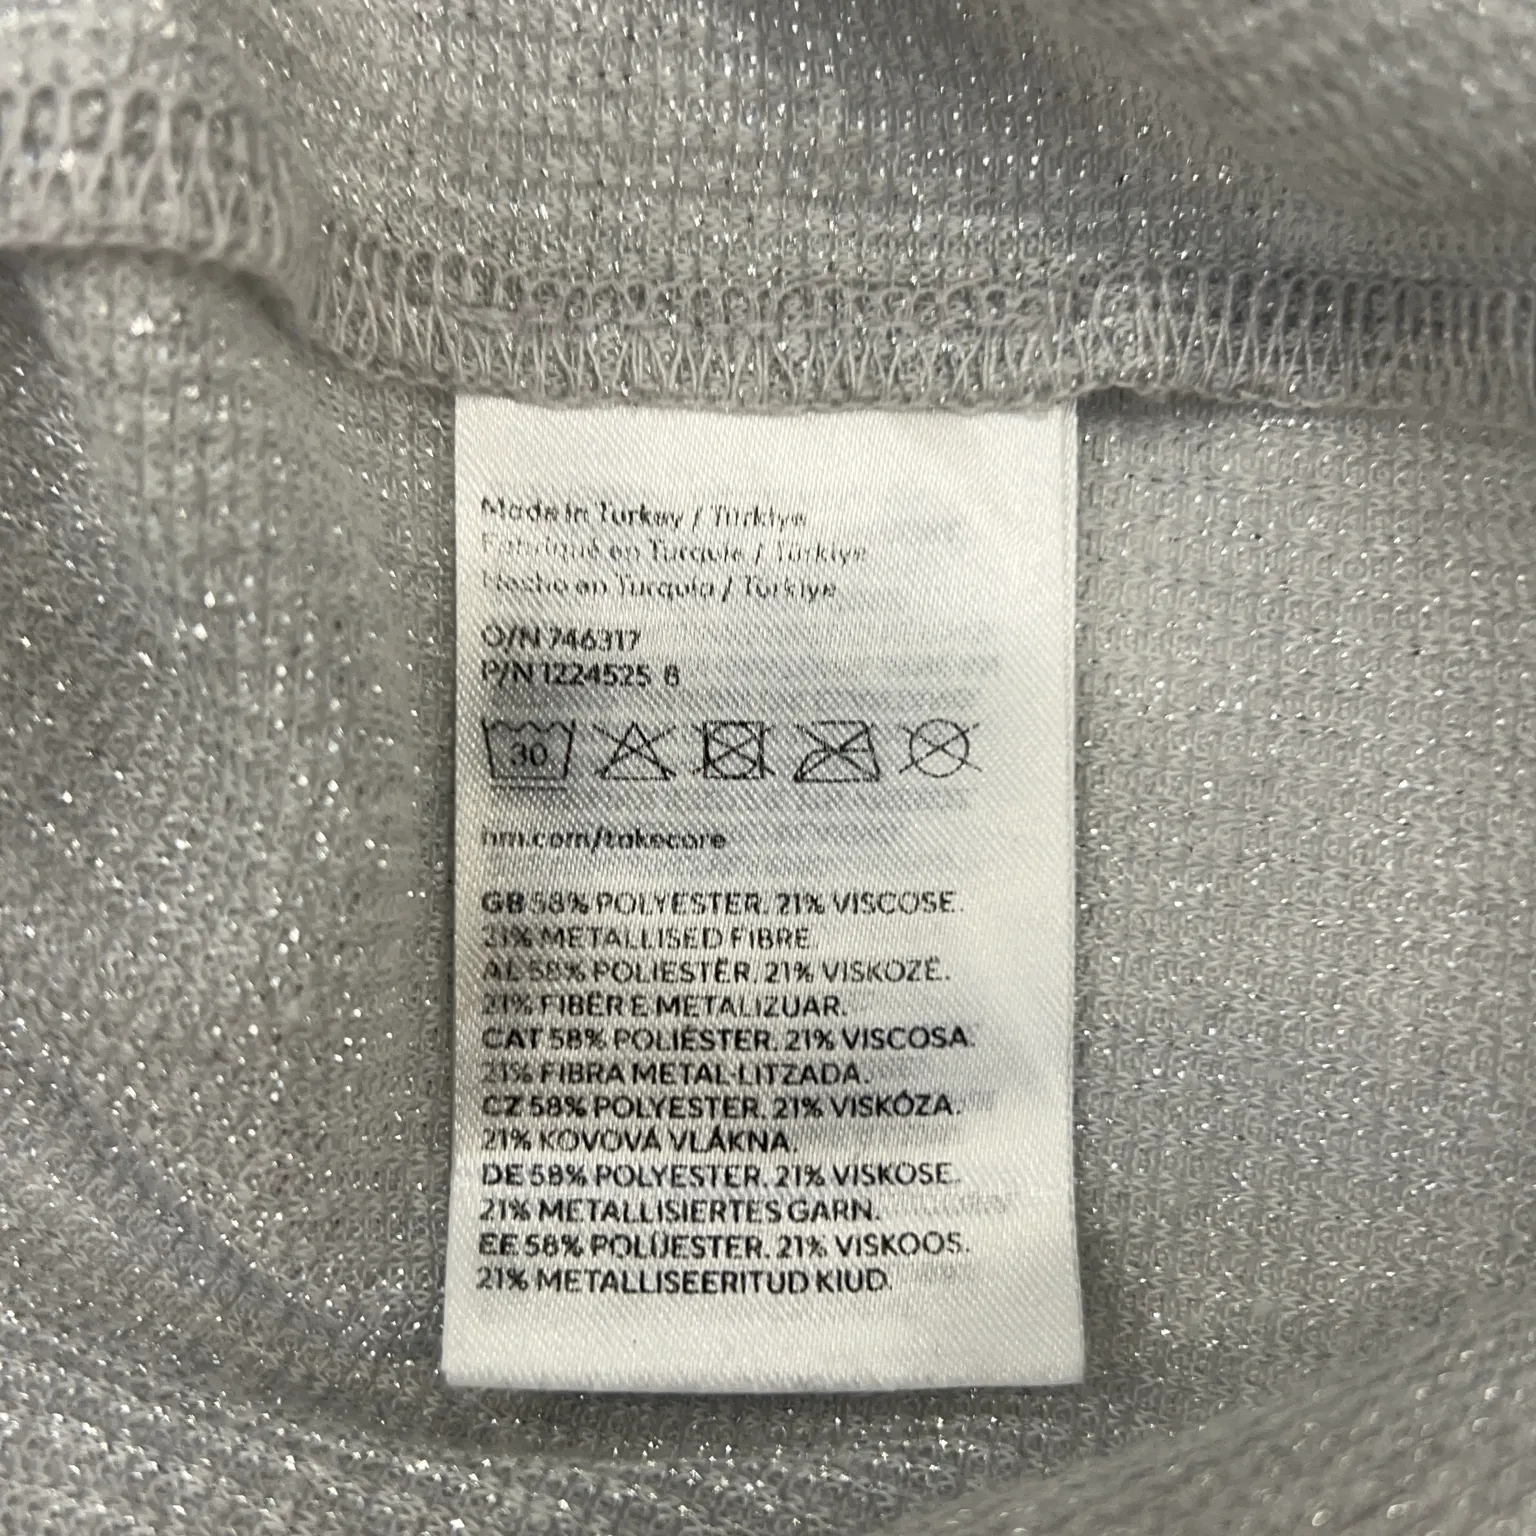 Made in Turkey / Türkiye
Fabriqué en Turquie / Türkiye
Hecho en Turquía / Türkiye
O/N 746317
P/N 1224525 8
30
hm.com/takecare
GB 58% POLYESTER. 21% VISCOSE.
21% METALLISED FIBRE.
AL 58% POLIESTËR. 21% VISKOZË.
21% FIBËR E METALIZUAR.
CAT 58% POLIÈSTER. 21% VISCOSA.
21% FIBRA METAL·LITZADA.
CZ 58% POLYESTER. 21% VISKÓZA.
21% KOVOVÁ VLÁKNA.
DE 58% POLYESTER. 21% VISKOSE.
21% METALLISIERTES GARN.
EE 58% POLÜESTER. 21% VISKOOS.
21% METALLISEERITUD KIUD.